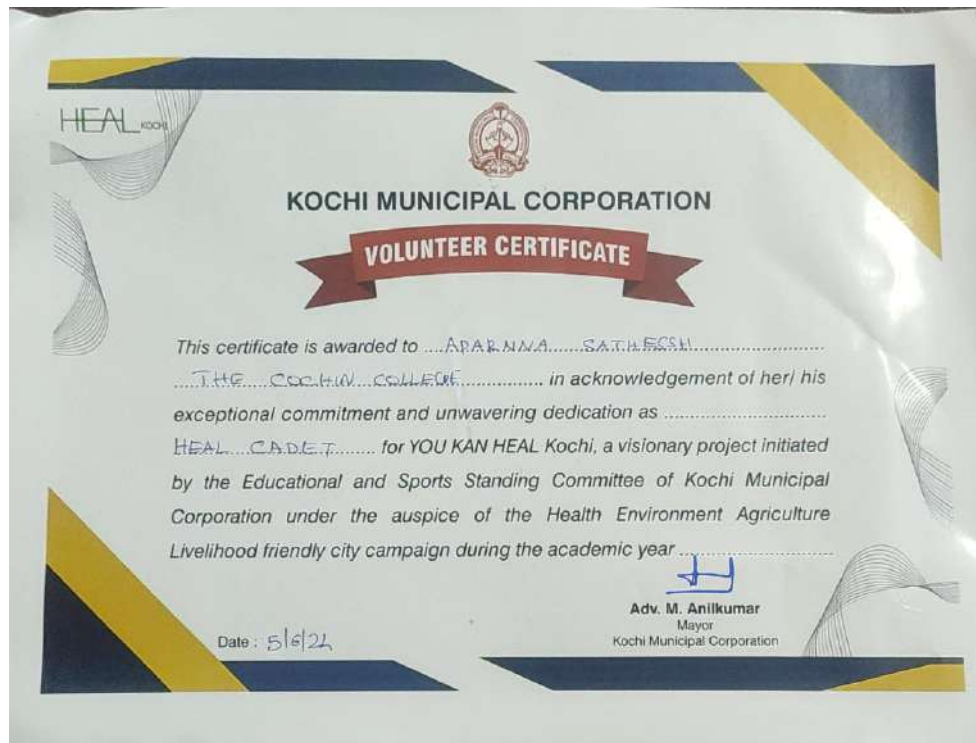 HEAL KOCHI
KOCHI MUNICIPAL CORPORATION
VOLUNTEER CERTIFICATE
This certificate is awarded to ....APARNNA......SATHEESH......................
....THE....COCHIN..COLLEGE............... in acknowledgement of her/ his
exceptional commitment and unwavering dedication as ............................
HEAL....CADET........ for YOU KAN HEAL Kochi, a visionary project initiated
by the Educational and Sports Standing Committee of Kochi Municipal
Corporation under the auspice of the Health Environment Agriculture
Livelihood friendly city campaign during the academic year ..........................
Adv. M. Anilkumar
Mayor
Kochi Municipal Corporation
Date : 5/6/24